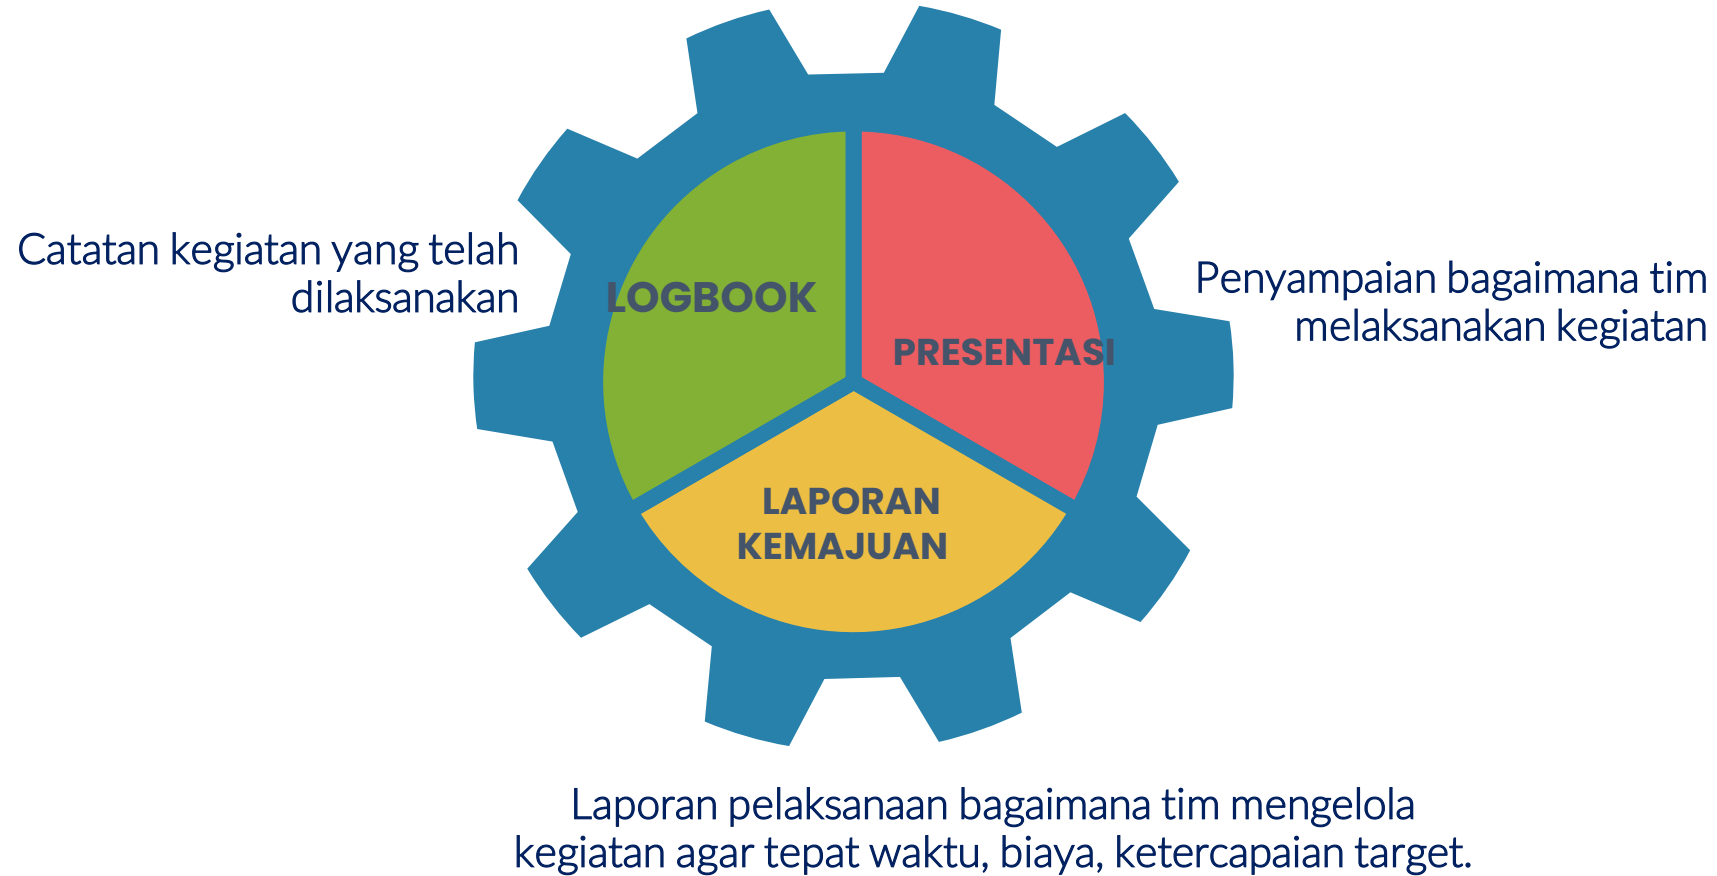 Catatan kegiatan yang telah
dilaksanakan
LOGBOOK
PRESENTASI
Penyampaian bagaimana tim
melaksanakan kegiatan
LAPORAN
KEMAJUAN
Laporan pelaksanaan bagaimana tim mengelola
kegiatan agar tepat waktu, biaya, ketercapaian target.